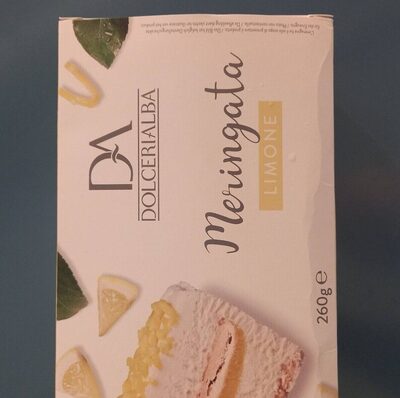 DA
DOLCERIALBA
Meringata
LIMONE
260g e